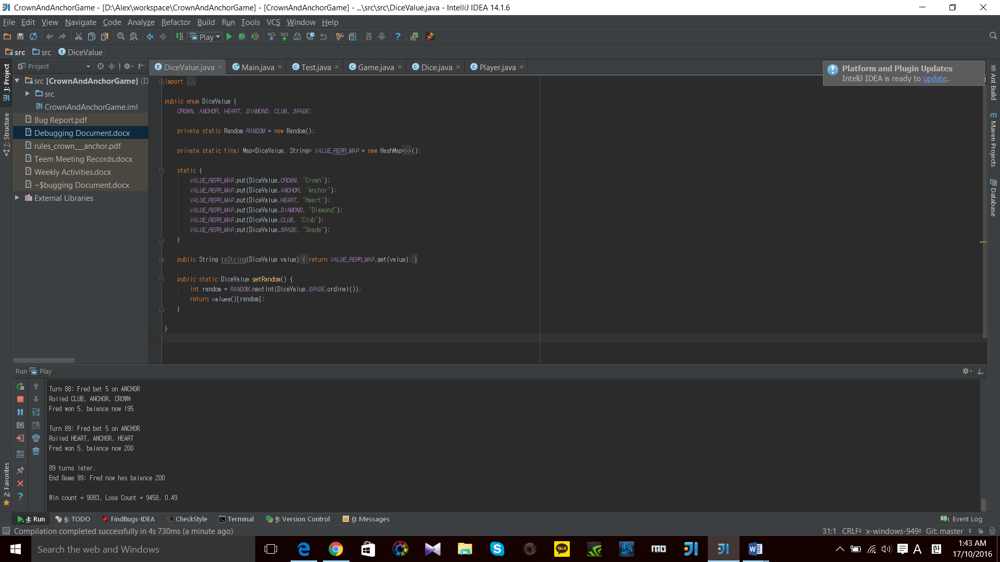 CrownAndAnchorGame - [D:\Alex\workspace\CrownAndAnchorGame] - [CrownAndAnchorGame] - ...\src\src\DiceValue.java - IntelliJ IDEA 14.1.6
File Edit View Navigate Code Analyze Refactor Build Run Tools VCS Window Help
Play
src src DiceValue
Project
DiceValue.java Main.java Test.java Game.java Dice.java Player.java
Platform and Plugin Updates
IntelliJ IDEA is ready to update.
1: Project
7: Structure
2: Favorites
src [CrownAndAnchorGame] (D
src
CrownAndAnchorGame.iml
Bug Report.pdf
Debugging Document.docx
rules_crown__anchor.pdf
Teem Meeting Records.docx
Weekly Activities.docx
~$bugging Document.docx
External Libraries
import ...
public enum DiceValue {
CROWN, ANCHOR, HEART, DIAMOND, CLUB, SPADE;
private static Random RANDOM = new Random();
private static final Map<DiceValue, String> VALUE_REPR_MAP = new HashMap<~>();
static {
VALUE_REPR_MAP.put(DiceValue.CROWN, "Crown");
VALUE_REPR_MAP.put(DiceValue.ANCHOR, "Anchor");
VALUE_REPR_MAP.put(DiceValue.HEART, "Heart");
VALUE_REPR_MAP.put(DiceValue.DIAMOND, "Diamond");
VALUE_REPR_MAP.put(DiceValue.CLUB, "Club");
VALUE_REPR_MAP.put(DiceValue.SPADE, "Spade");
}
public String toString(DiceValue value) { return VALUE_REPR_MAP.get(value); }
public static DiceValue getRandom() {
int random = RANDOM.nextInt(DiceValue.SPADE.ordinal());
return values()[random];
}
}
Ant Build
Maven Projects
Database
Run Play
Turn 88: Fred bet 5 on ANCHOR
Rolled CLUB, ANCHOR, CROWN
Fred won 5, balance now 195
Turn 89: Fred bet 5 on ANCHOR
Rolled HEART, ANCHOR, HEART
Fred won 5, balance now 200
89 turns later.
End Game 99: Fred now has balance 200
Win count = 9083, Lose Count = 9458, 0.49
4: Run 6: TODO FindBugs-IDEA CheckStyle Terminal 9: Version Control 0: Messages Event Log
Compilation completed successfully in 4s 730ms (a minute ago) 31:1 CRLF x-windows-949 Git: master
Search the web and Windows
TALK
A 한
1:43 AM
17/10/2016